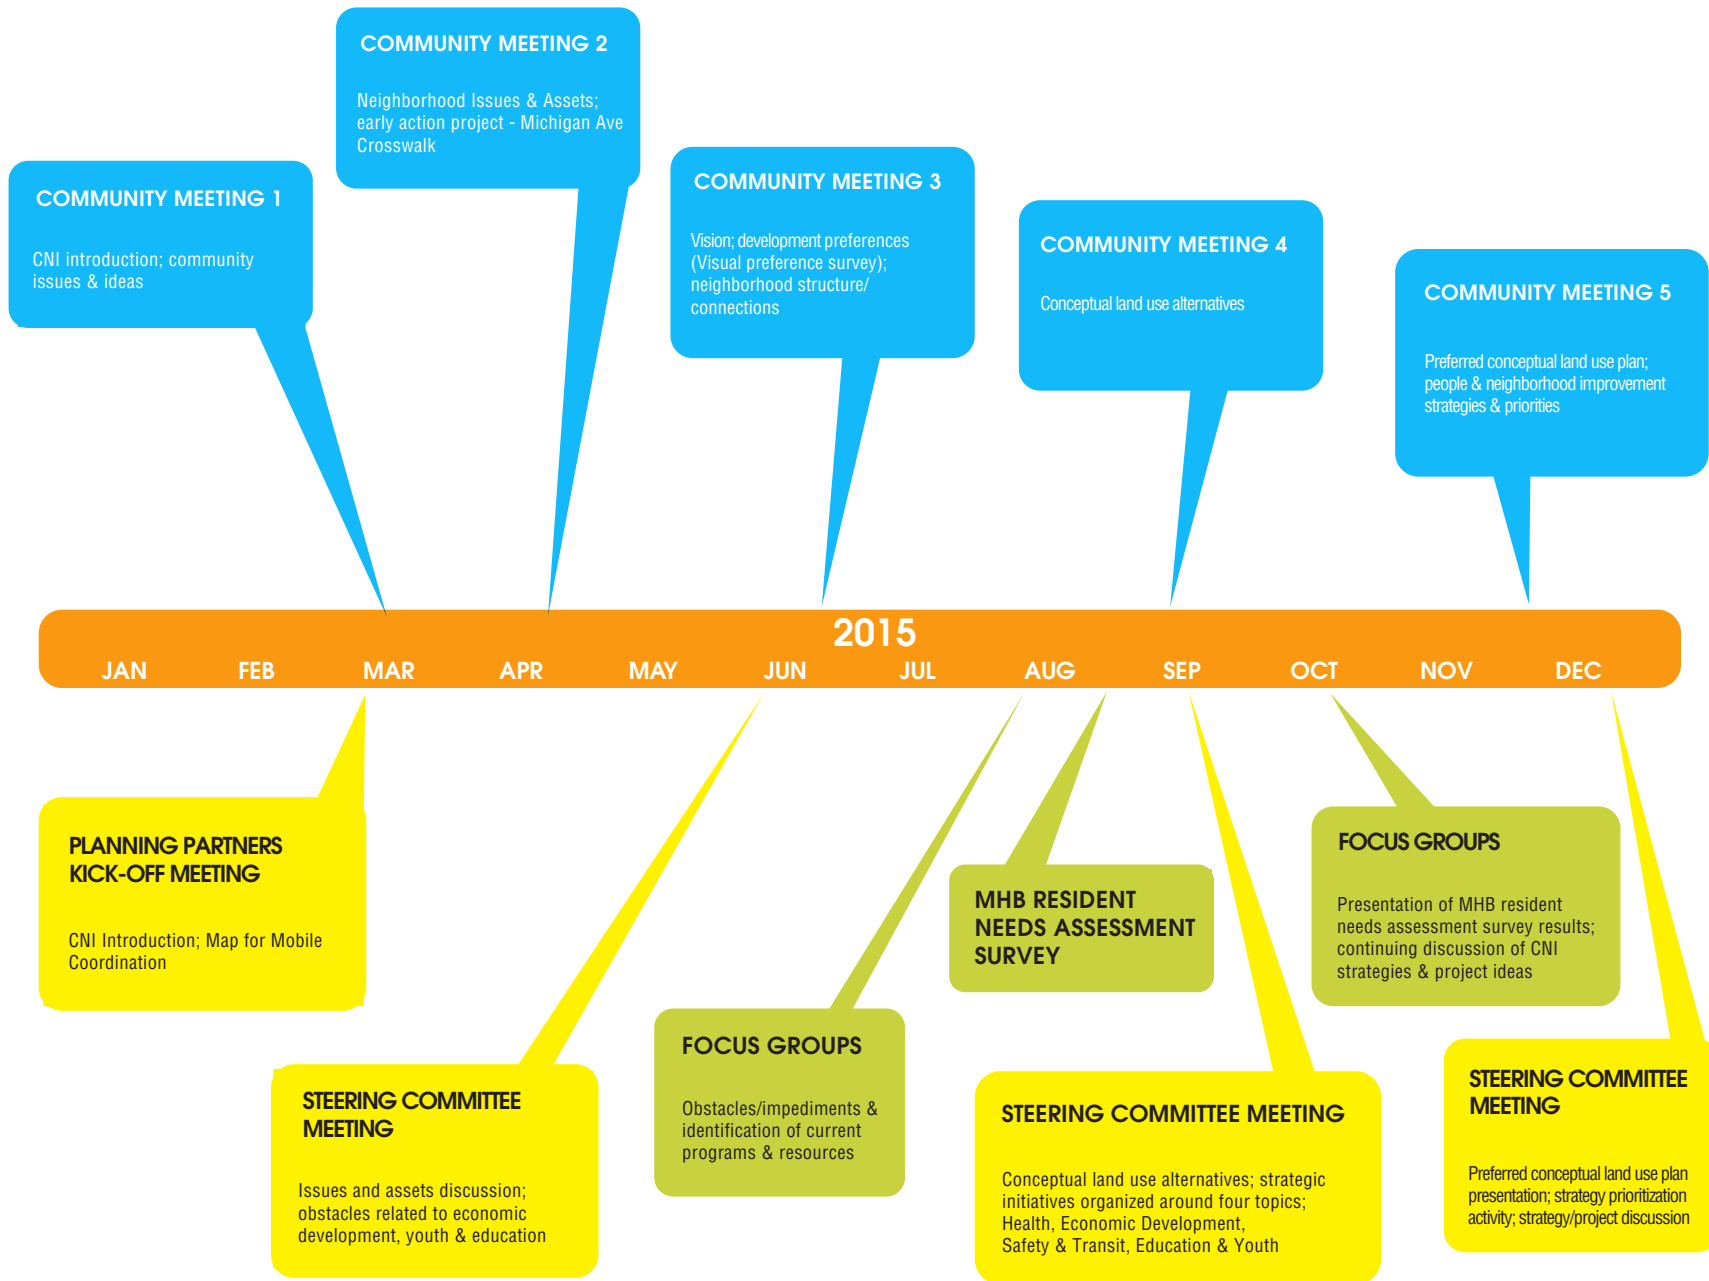 COMMUNITY MEETING 1
CNI introduction; community
issues & ideas
COMMUNITY MEETING 2
Neighborhood Issues & Assets;
early action project - Michigan Ave
Crosswalk
COMMUNITY MEETING 3
Vision; development preferences
(Visual preference survey);
neighborhood structure/
connections
COMMUNITY MEETING 4
Conceptual land use alternatives
COMMUNITY MEETING 5
Preferred conceptual land use plan;
people & neighborhood improvement
strategies & priorities
2015
JAN FEB MAR APR MAY JUN JUL AUG SEP OCT NOV DEC
PLANNING PARTNERS
KICK-OFF MEETING
CNI Introduction; Map for Mobile
Coordination
STEERING COMMITTEE
MEETING
Issues and assets discussion;
obstacles related to economic
development, youth & education
FOCUS GROUPS
Obstacles/impediments &
identification of current
programs & resources
MHB RESIDENT
NEEDS ASSESSMENT
SURVEY
STEERING COMMITTEE MEETING
Conceptual land use alternatives; strategic
initiatives organized around four topics;
Health, Economic Development,
Safety & Transit, Education & Youth
FOCUS GROUPS
Presentation of MHB resident
needs assessment survey results;
continuing discussion of CNI
strategies & project ideas
STEERING COMMITTEE
MEETING
Preferred conceptual land use plan
presentation; strategy prioritization
activity; strategy/project discussion